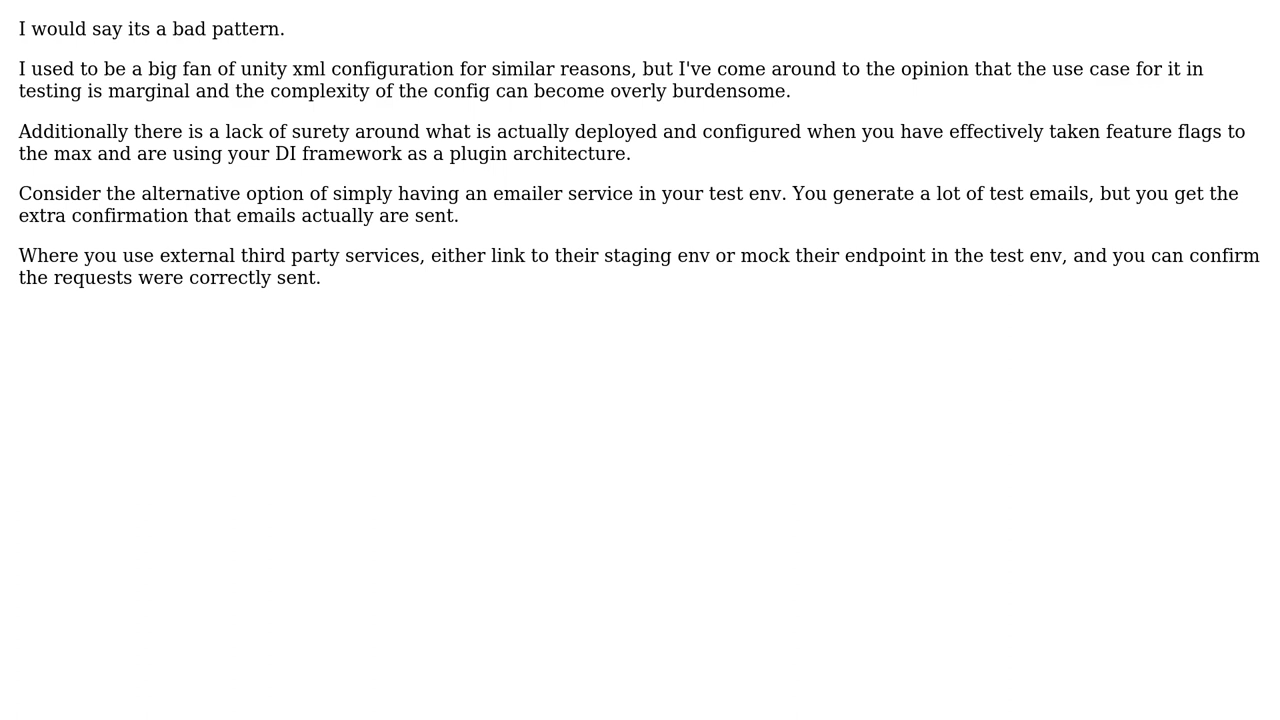 I would say its a bad pattern.
I used to be a big fan of unity xml configuration for similar reasons, but I've come around to the opinion that the use case for it in
testing is marginal and the complexity of the config can become overly burdensome.
Additionally there is a lack of surety around what is actually deployed and configured when you have effectively taken feature flags to
the max and are using your DI framework as a plugin architecture.
Consider the alternative option of simply having an emailer service in your test env. You generate a lot of test emails, but you get the
extra confirmation that emails actually are sent.
Where you use external third party services, either link to their staging env or mock their endpoint in the test env, and you can confirm
the requests were correctly sent.